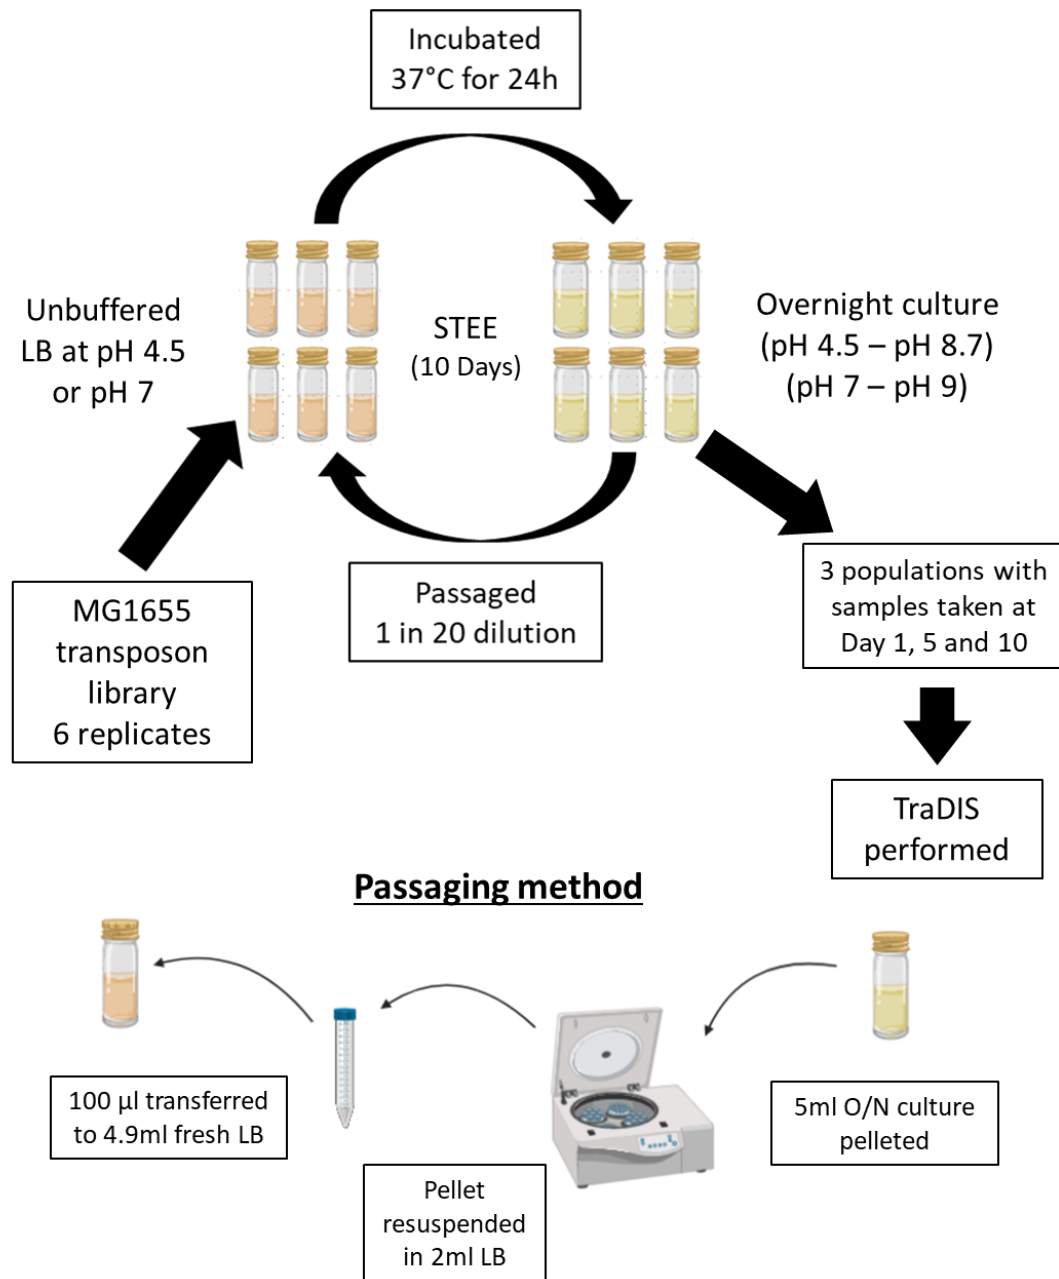 Incubated
37°C for 24h
Unbuffered
LB at pH 4.5
or pH 7
STEE
(10 Days)
Overnight culture
(pH 4.5 – pH 8.7)
(pH 7 – pH 9)
MG1655
transposon
library
6 replicates
Passaged
1 in 20 dilution
3 populations with
samples taken at
Day 1, 5 and 10
TraDIS
performed
Passaging method
100 µl transferred
to 4.9ml fresh LB
Pellet
resuspended
in 2ml LB
5ml O/N culture
pelleted